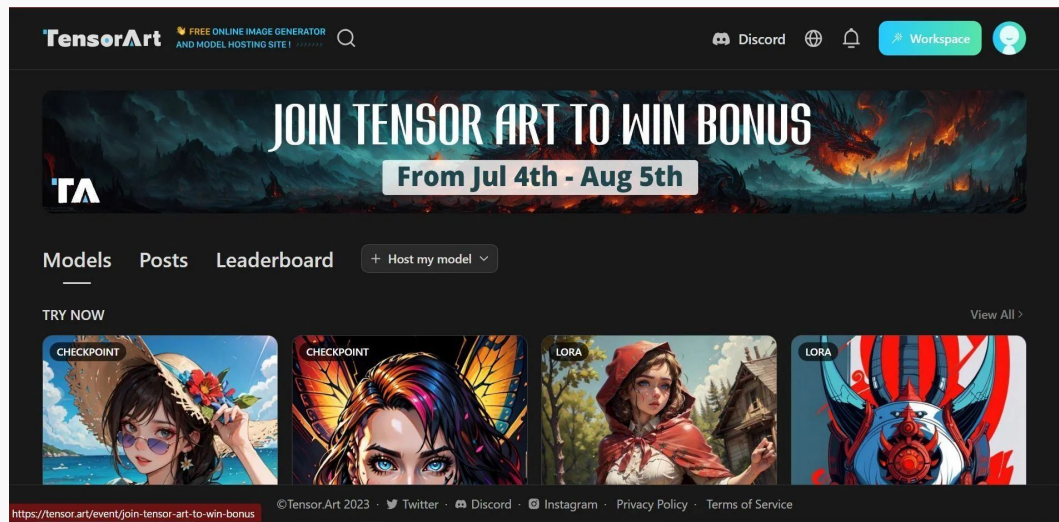 TensorArt
FREE ONLINE IMAGE GENERATOR
AND MODEL HOSTING SITE !
Discord
Workspace
JOIN TENSOR ART TO WIN BONUS
From Jul 4th - Aug 5th
TA
Models Posts Leaderboard + Host my model
TRY NOW
View All >
CHECKPOINT
CHECKPOINT
LORA
LORA
©Tensor.Art 2023 · Twitter · Discord · Instagram · Privacy Policy · Terms of Service
https://tensor.art/event/join-tensor-art-to-win-bonus